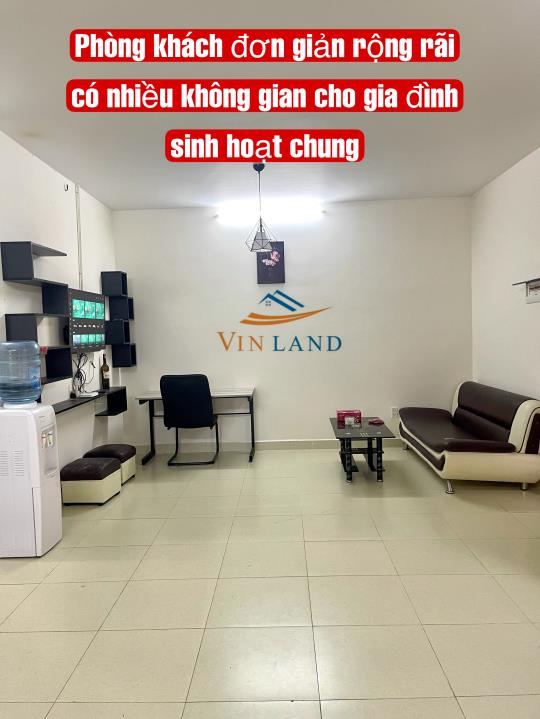 Phòng khách đơn giản rộng rãi
có nhiều không gian cho gia đình
sinh hoạt chung
VIN LAND